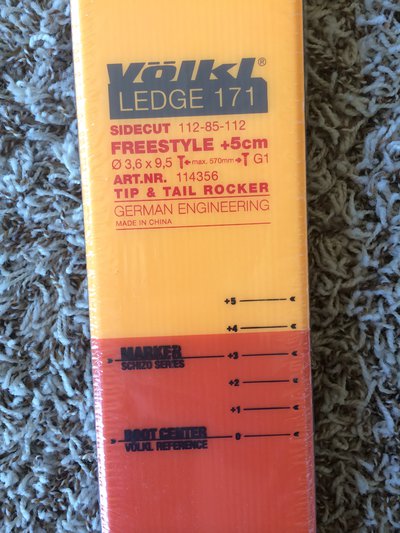 Völkl®
LEDGE 171
SIDECUT 112-85-112
FREESTYLE +5cm
Ø 3,6 x 9,5 max. 570mm G1
ART.NR. 114356
TIP & TAIL ROCKER
GERMAN ENGINEERING
MADE IN CHINA
+5
+4
MARKER +3
SCHIZO SERIES
+2
+1
BOOT CENTER 0
VÖLKL REFERENCE